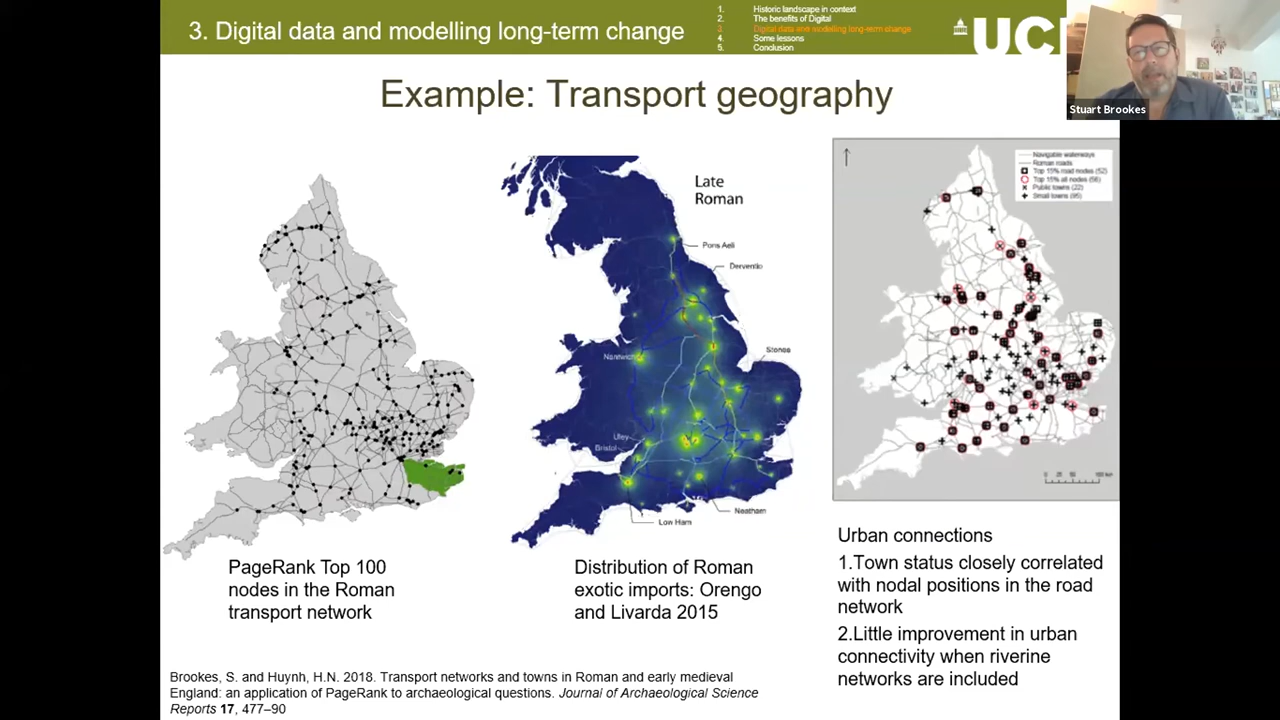 3. Digital data and modelling long-term change
1. Historic landscape in context
2. The benefits of Digital
3. Digital data and modelling long-term change
4. Some lessons
5. Conclusion
UCL
Stuart Brookes
Example: Transport geography
Late
Roman
Pons Aeli
Derventio
Nantwich
Stonea
Uley
Bristol
Neatham
Low Ham
Navigable waterways
Roman roads
Top 15% road nodes (52)
Top 15% all nodes (56)
Public towns (22)
Small towns (95)
0 25 50 100 km
PageRank Top 100
nodes in the Roman
transport network
Distribution of Roman
exotic imports: Orengo
and Livarda 2015
Urban connections
1.Town status closely correlated
with nodal positions in the road
network
2.Little improvement in urban
connectivity when riverine
networks are included
Brookes, S. and Huynh, H.N. 2018. Transport networks and towns in Roman and early medieval
England: an application of PageRank to archaeological questions. Journal of Archaeological Science
Reports 17, 477–90